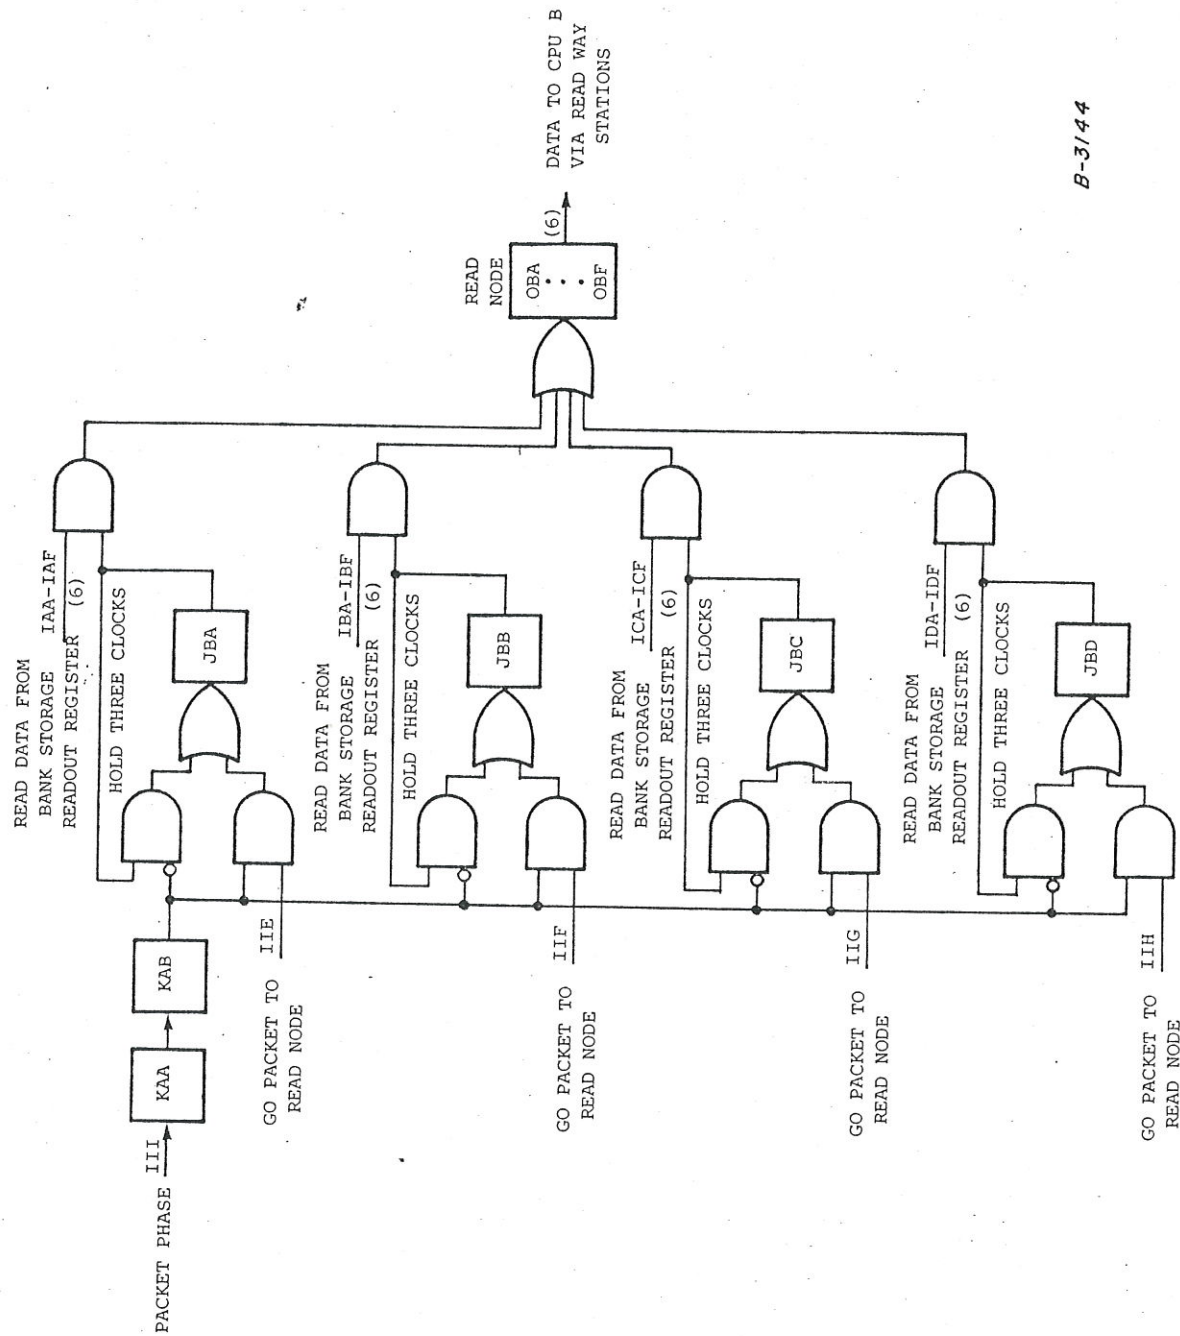 PACKET PHASE III
KAA
KAB
GO PACKET TO IIE
READ NODE
READ DATA FROM
BANK STORAGE IAA-IAF
READOUT REGISTER (6)
HOLD THREE CLOCKS
JBA
GO PACKET TO IIF
READ NODE
READ DATA FROM
BANK STORAGE IBA-IBF
READOUT REGISTER (6)
HOLD THREE CLOCKS
JBB
GO PACKET TO IIG
READ NODE
READ DATA FROM
BANK STORAGE ICA-ICF
READOUT REGISTER (6)
HOLD THREE CLOCKS
JBC
GO PACKET TO IIH
READ NODE
READ DATA FROM
BANK STORAGE IDA-IDF
READOUT REGISTER (6)
HOLD THREE CLOCKS
JBD
READ
NODE
OBA
OBF
(6)
DATA TO CPU B
VIA READ WAY
STATIONS
B-3144